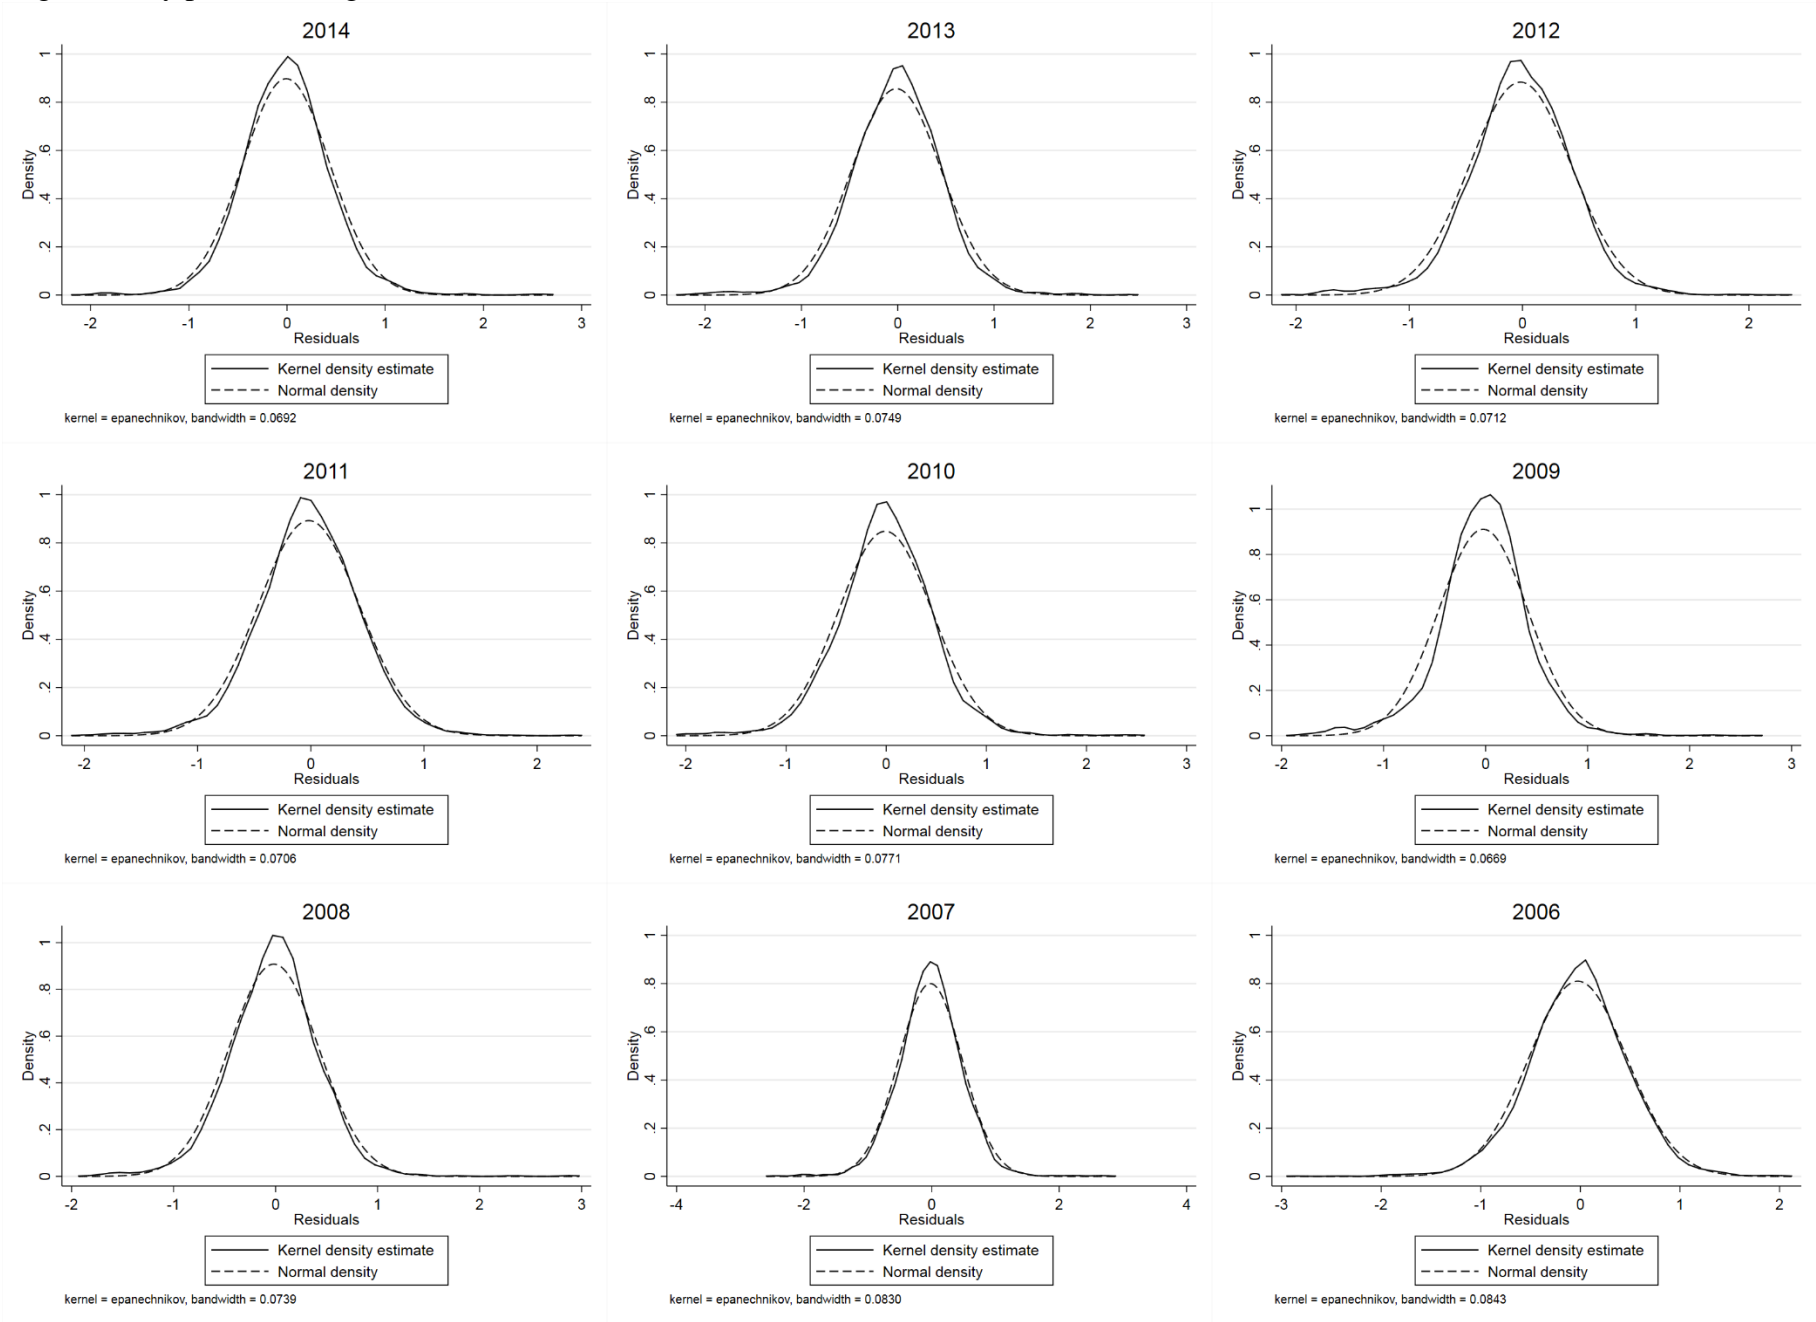 2014
Density
0 .2 .4 .6 .8 1
-2 -1 0 1 2 3
Residuals
Kernel density estimate
Normal density
kernel = epanechnikov, bandwidth = 0.0692
2013
Density
0 .2 .4 .6 .8 1
-2 -1 0 1 2 3
Residuals
Kernel density estimate
Normal density
kernel = epanechnikov, bandwidth = 0.0749
2012
Density
0 .2 .4 .6 .8 1
-2 -1 0 1 2
Residuals
Kernel density estimate
Normal density
kernel = epanechnikov, bandwidth = 0.0712
2011
Density
0 .2 .4 .6 .8 1
-2 -1 0 1 2
Residuals
Kernel density estimate
Normal density
kernel = epanechnikov, bandwidth = 0.0706
2010
Density
0 .2 .4 .6 .8 1
-2 -1 0 1 2 3
Residuals
Kernel density estimate
Normal density
kernel = epanechnikov, bandwidth = 0.0771
2009
Density
0 .2 .4 .6 .8 1
-2 -1 0 1 2 3
Residuals
Kernel density estimate
Normal density
kernel = epanechnikov, bandwidth = 0.0669
2008
Density
0 .2 .4 .6 .8 1
-2 -1 0 1 2 3
Residuals
Kernel density estimate
Normal density
kernel = epanechnikov, bandwidth = 0.0739
2007
Density
0 .2 .4 .6 .8 1
-4 -2 0 2 4
Residuals
Kernel density estimate
Normal density
kernel = epanechnikov, bandwidth = 0.0830
2006
Density
0 .2 .4 .6 .8 1
-3 -2 -1 0 1 2
Residuals
Kernel density estimate
Normal density
kernel = epanechnikov, bandwidth = 0.0843